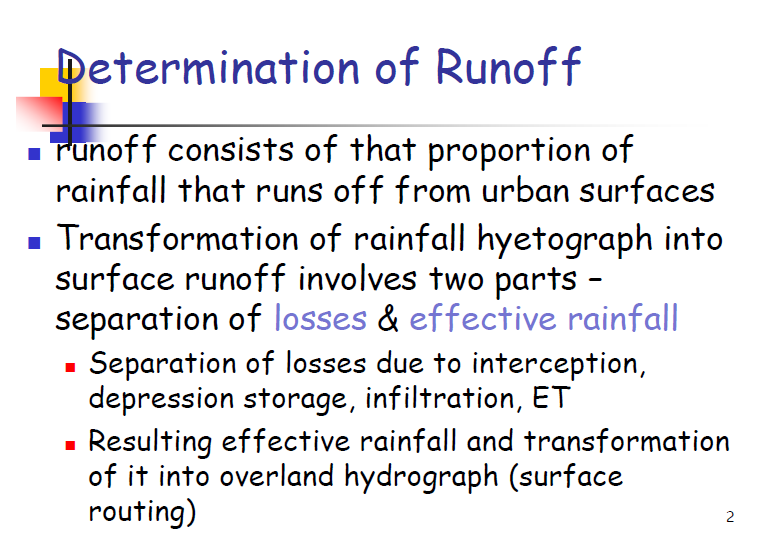 Determination of Runoff
runoff consists of that proportion of
rainfall that runs off from urban surfaces
Transformation of rainfall hyetograph into
surface runoff involves two parts –
separation of losses & effective rainfall
Separation of losses due to interception,
depression storage, infiltration, ET
Resulting effective rainfall and transformation
of it into overland hydrograph (surface
routing)
2